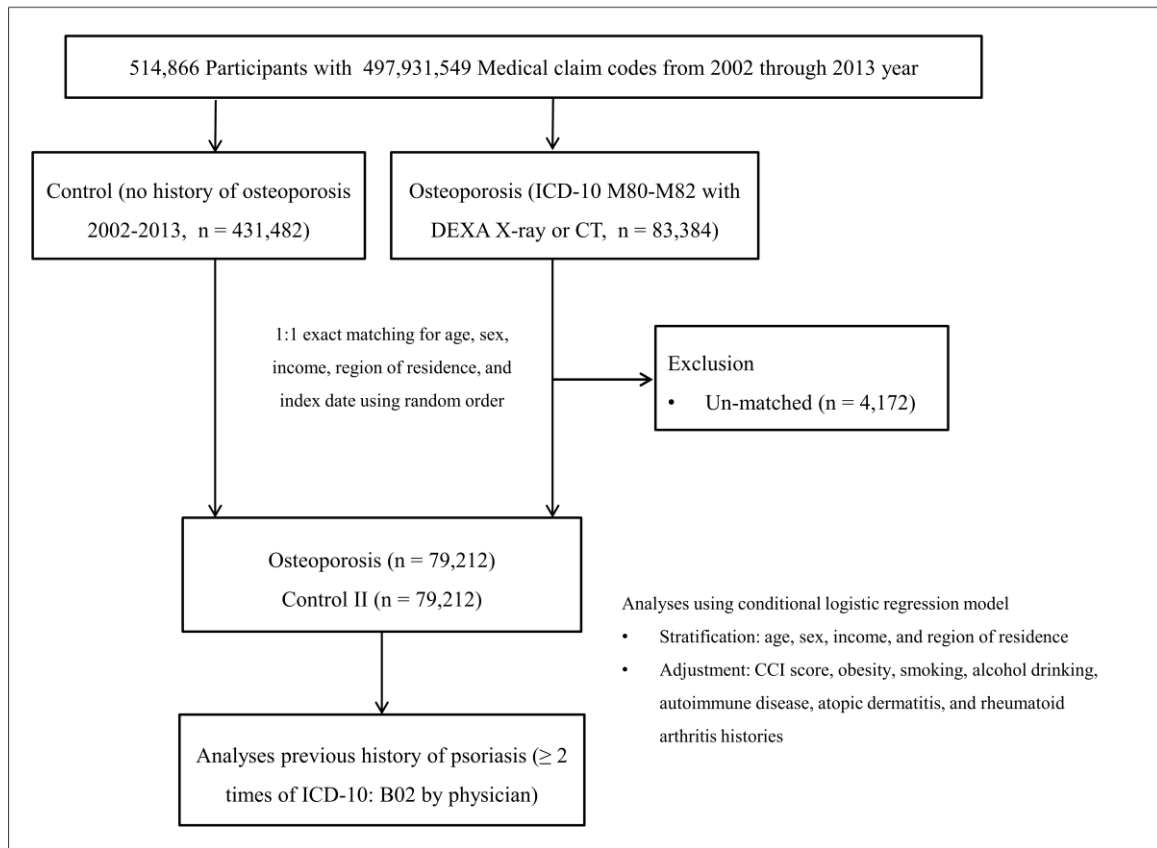 514,866 Participants with 497,931,549 Medical claim codes from 2002 through 2013 year
Control (no history of osteoporosis
2002-2013, n = 431,482)
Osteoporosis (ICD-10 M80-M82 with
DEXA X-ray or CT, n = 83,384)
1:1 exact matching for age, sex,
income, region of residence, and
index date using random order
Exclusion
• Un-matched (n = 4,172)
Osteoporosis (n = 79,212)
Control II (n = 79,212)
Analyses using conditional logistic regression model
• Stratification: age, sex, income, and region of residence
• Adjustment: CCI score, obesity, smoking, alcohol drinking,
autoimmune disease, atopic dermatitis, and rheumatoid
arthritis histories
Analyses previous history of psoriasis (≥ 2
times of ICD-10: B02 by physician)